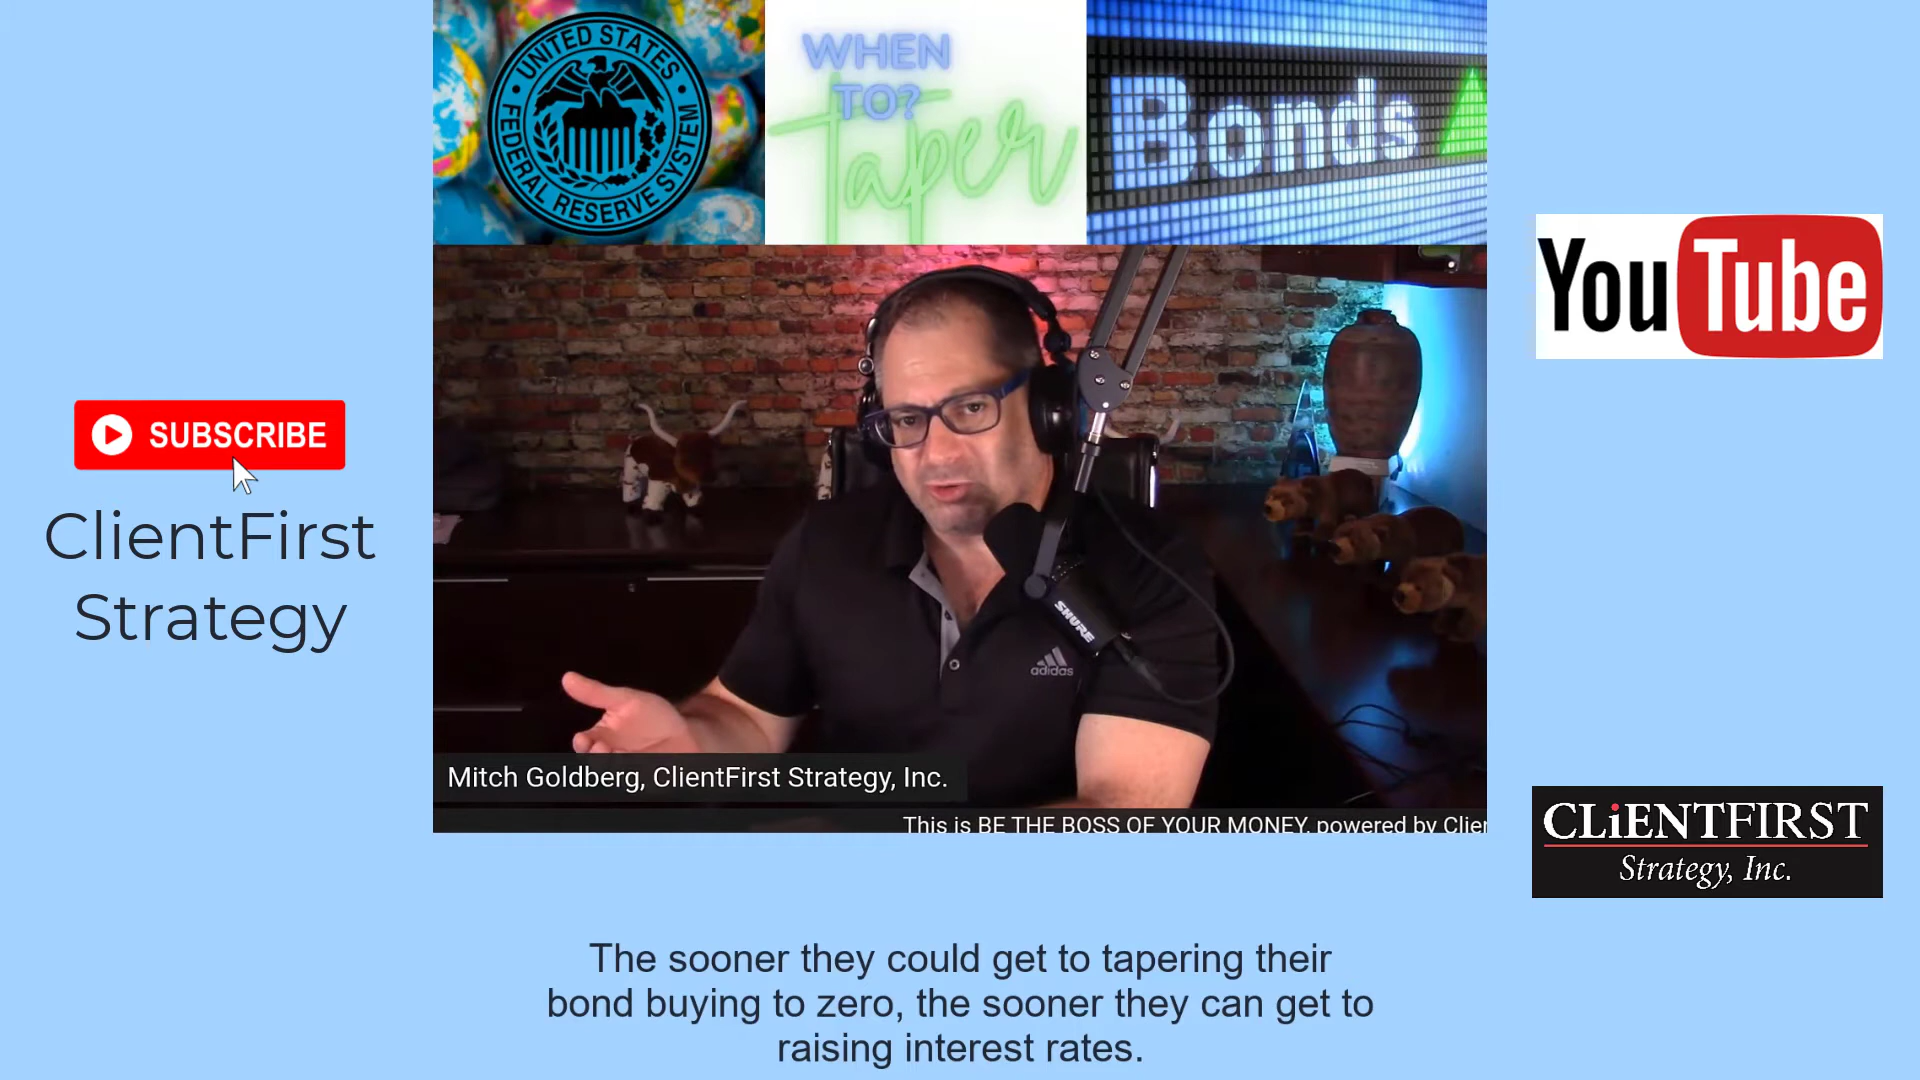 UNITED STATES
FEDERAL RESERVE SYSTEM
WHEN
TO?
Taper
Bonds
YouTube
SUBSCRIBE
ClientFirst
Strategy
SHURE
adidas
Mitch Goldberg, ClientFirst Strategy, Inc.
This is BE THE BOSS OF YOUR MONEY, powered by Clie
CLiENTFIRST
Strategy, Inc.
The sooner they could get to tapering their
bond buying to zero, the sooner they can get to
raising interest rates.